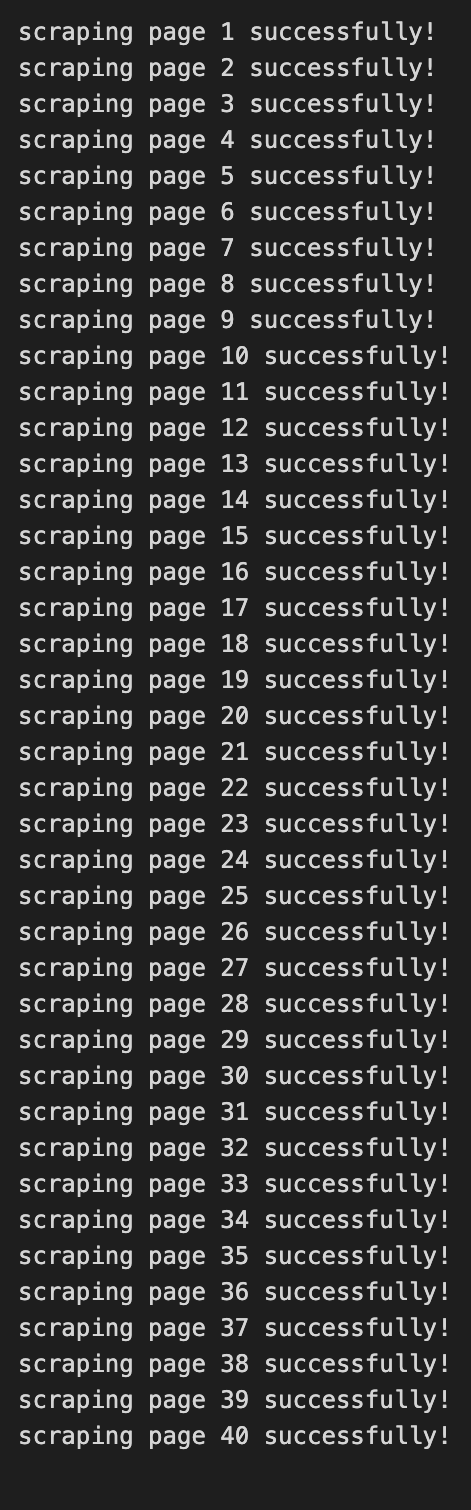 scraping page 1 successfully!
scraping page 2 successfully!
scraping page 3 successfully!
scraping page 4 successfully!
scraping page 5 successfully!
scraping page 6 successfully!
scraping page 7 successfully!
scraping page 8 successfully!
scraping page 9 successfully!
scraping page 10 successfully!
scraping page 11 successfully!
scraping page 12 successfully!
scraping page 13 successfully!
scraping page 14 successfully!
scraping page 15 successfully!
scraping page 16 successfully!
scraping page 17 successfully!
scraping page 18 successfully!
scraping page 19 successfully!
scraping page 20 successfully!
scraping page 21 successfully!
scraping page 22 successfully!
scraping page 23 successfully!
scraping page 24 successfully!
scraping page 25 successfully!
scraping page 26 successfully!
scraping page 27 successfully!
scraping page 28 successfully!
scraping page 29 successfully!
scraping page 30 successfully!
scraping page 31 successfully!
scraping page 32 successfully!
scraping page 33 successfully!
scraping page 34 successfully!
scraping page 35 successfully!
scraping page 36 successfully!
scraping page 37 successfully!
scraping page 38 successfully!
scraping page 39 successfully!
scraping page 40 successfully!